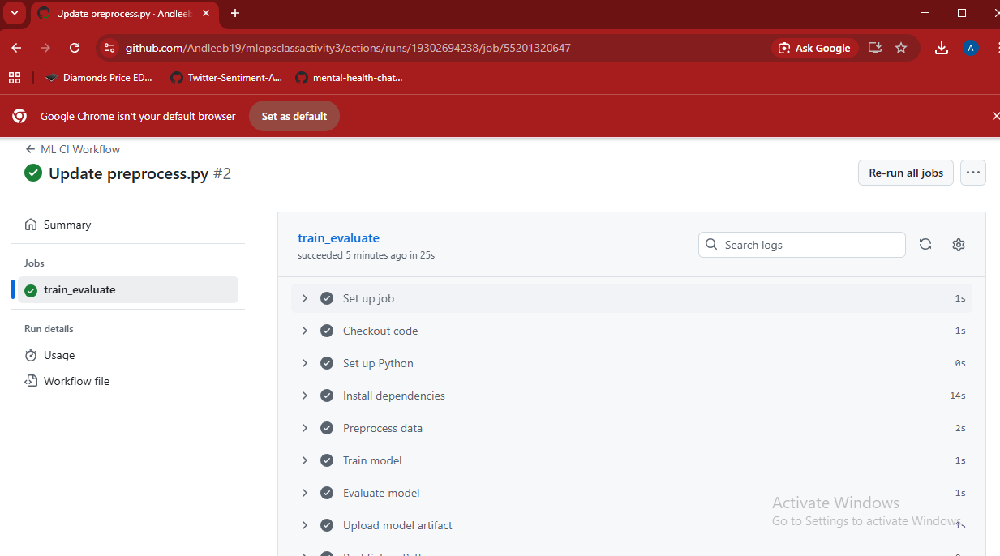 Update preprocess.py · Andleeb
github.com/Andleeb19/mlopsclassactivity3/actions/runs/19302694238/job/55201320647
Ask Google
A
Diamonds Price ED...
Twitter-Sentiment-A...
mental-health-chat...
Google Chrome isn't your default browser
Set as default
ML CI Workflow
Update preprocess.py #2
Re-run all jobs
Summary
Jobs
train_evaluate
Run details
Usage
Workflow file
train_evaluate
succeeded 5 minutes ago in 25s
Search logs
Set up job 1s
Checkout code 1s
Set up Python 0s
Install dependencies 14s
Preprocess data 2s
Train model 1s
Evaluate model 1s
Upload model artifact 1s
Activate Windows
Go to Settings to activate Windows.